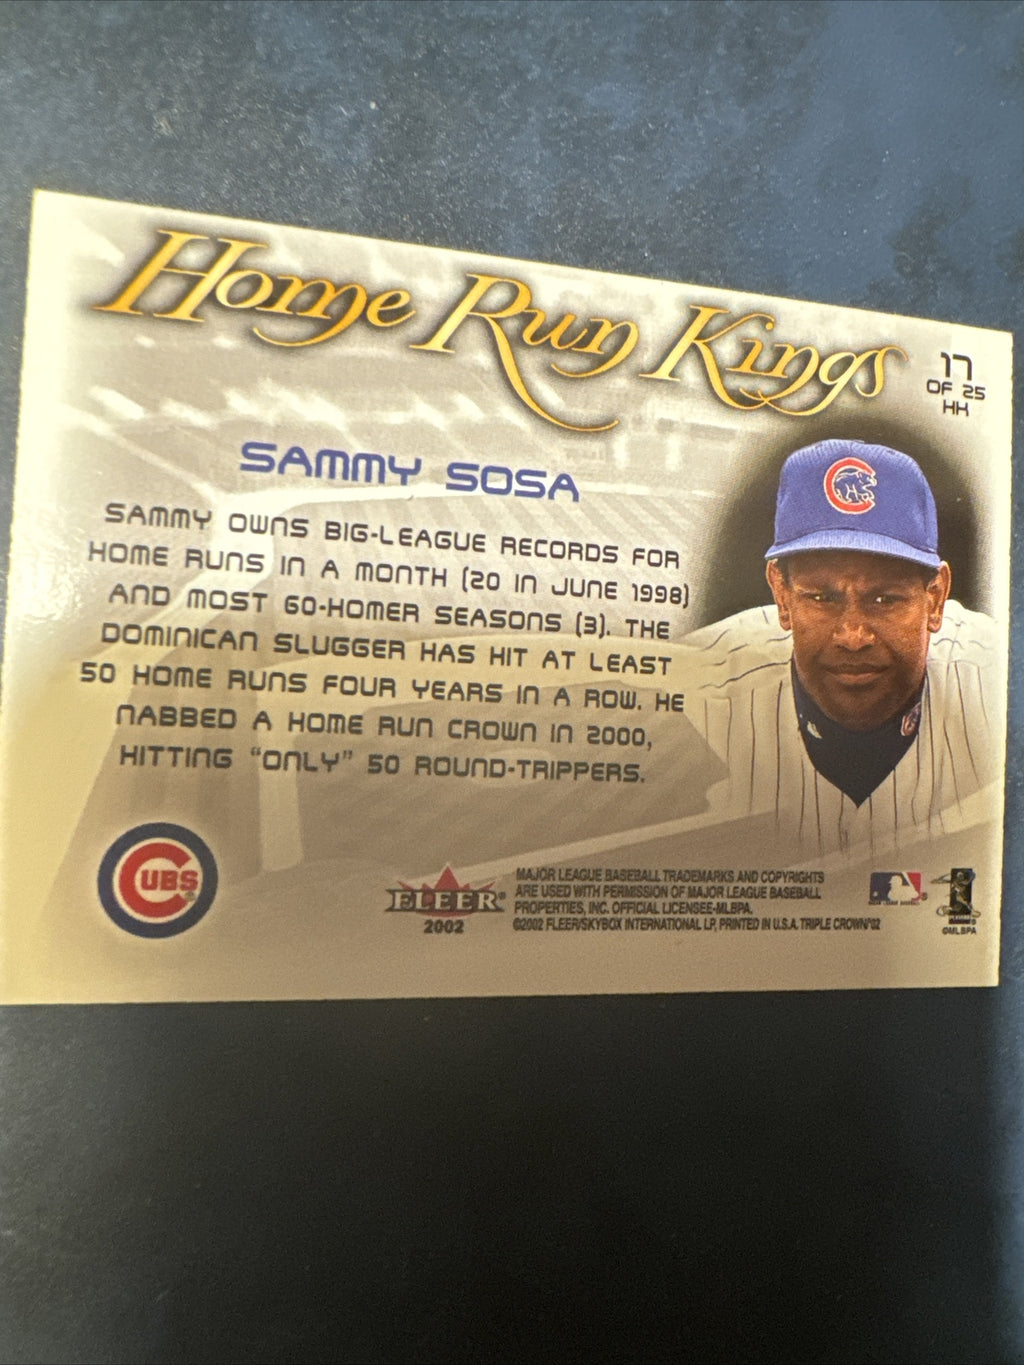 Home Run Kings
17
OF 25
HK
SAMMY SOSA
SAMMY OWNS BIG-LEAGUE RECORDS FOR
HOME RUNS IN A MONTH (20 IN JUNE 1998)
AND MOST 60-HOMER SEASONS (3). THE
DOMINICAN SLUGGER HAS HIT AT LEAST
50 HOME RUNS FOUR YEARS IN A ROW. HE
NABBED A HOME RUN CROWN IN 2000,
HITTING "ONLY" 50 ROUND-TRIPPERS.
CUBS®
FLEER®
2002
MAJOR LEAGUE BASEBALL TRADEMARKS AND COPYRIGHTS
ARE USED WITH PERMISSION OF MAJOR LEAGUE BASEBALL
PROPERTIES, INC. OFFICIAL LICENSEE-MLBPA.
©2002 FLEER/SKYBOX INTERNATIONAL LP, PRINTED IN U.S.A. TRIPLE CROWN'02
©MLBPA